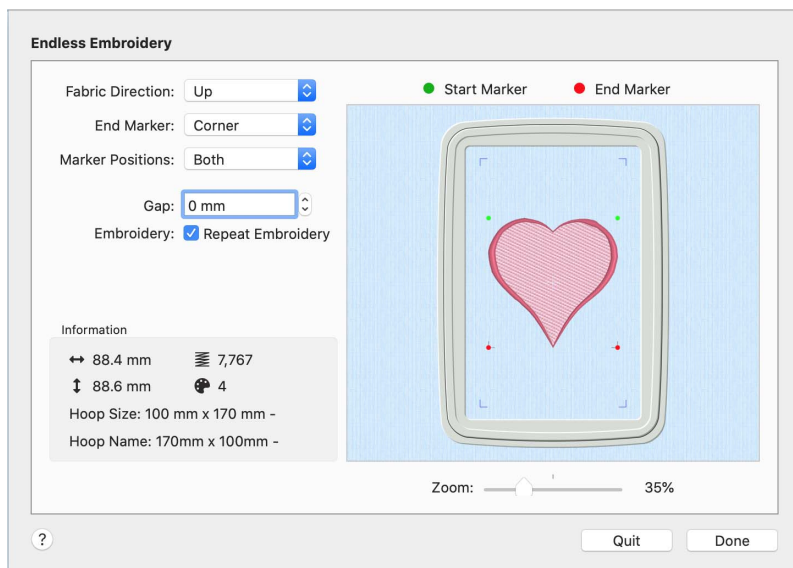 Endless Embroidery
Fabric Direction: Up
Start Marker End Marker
End Marker: Corner
Marker Positions: Both
Gap: 0 mm
Embroidery: Repeat Embroidery
Information
88.4 mm 7,767
88.6 mm 4
Hoop Size: 100 mm x 170 mm -
Hoop Name: 170mm x 100mm -
Zoom: 35%
? Quit Done